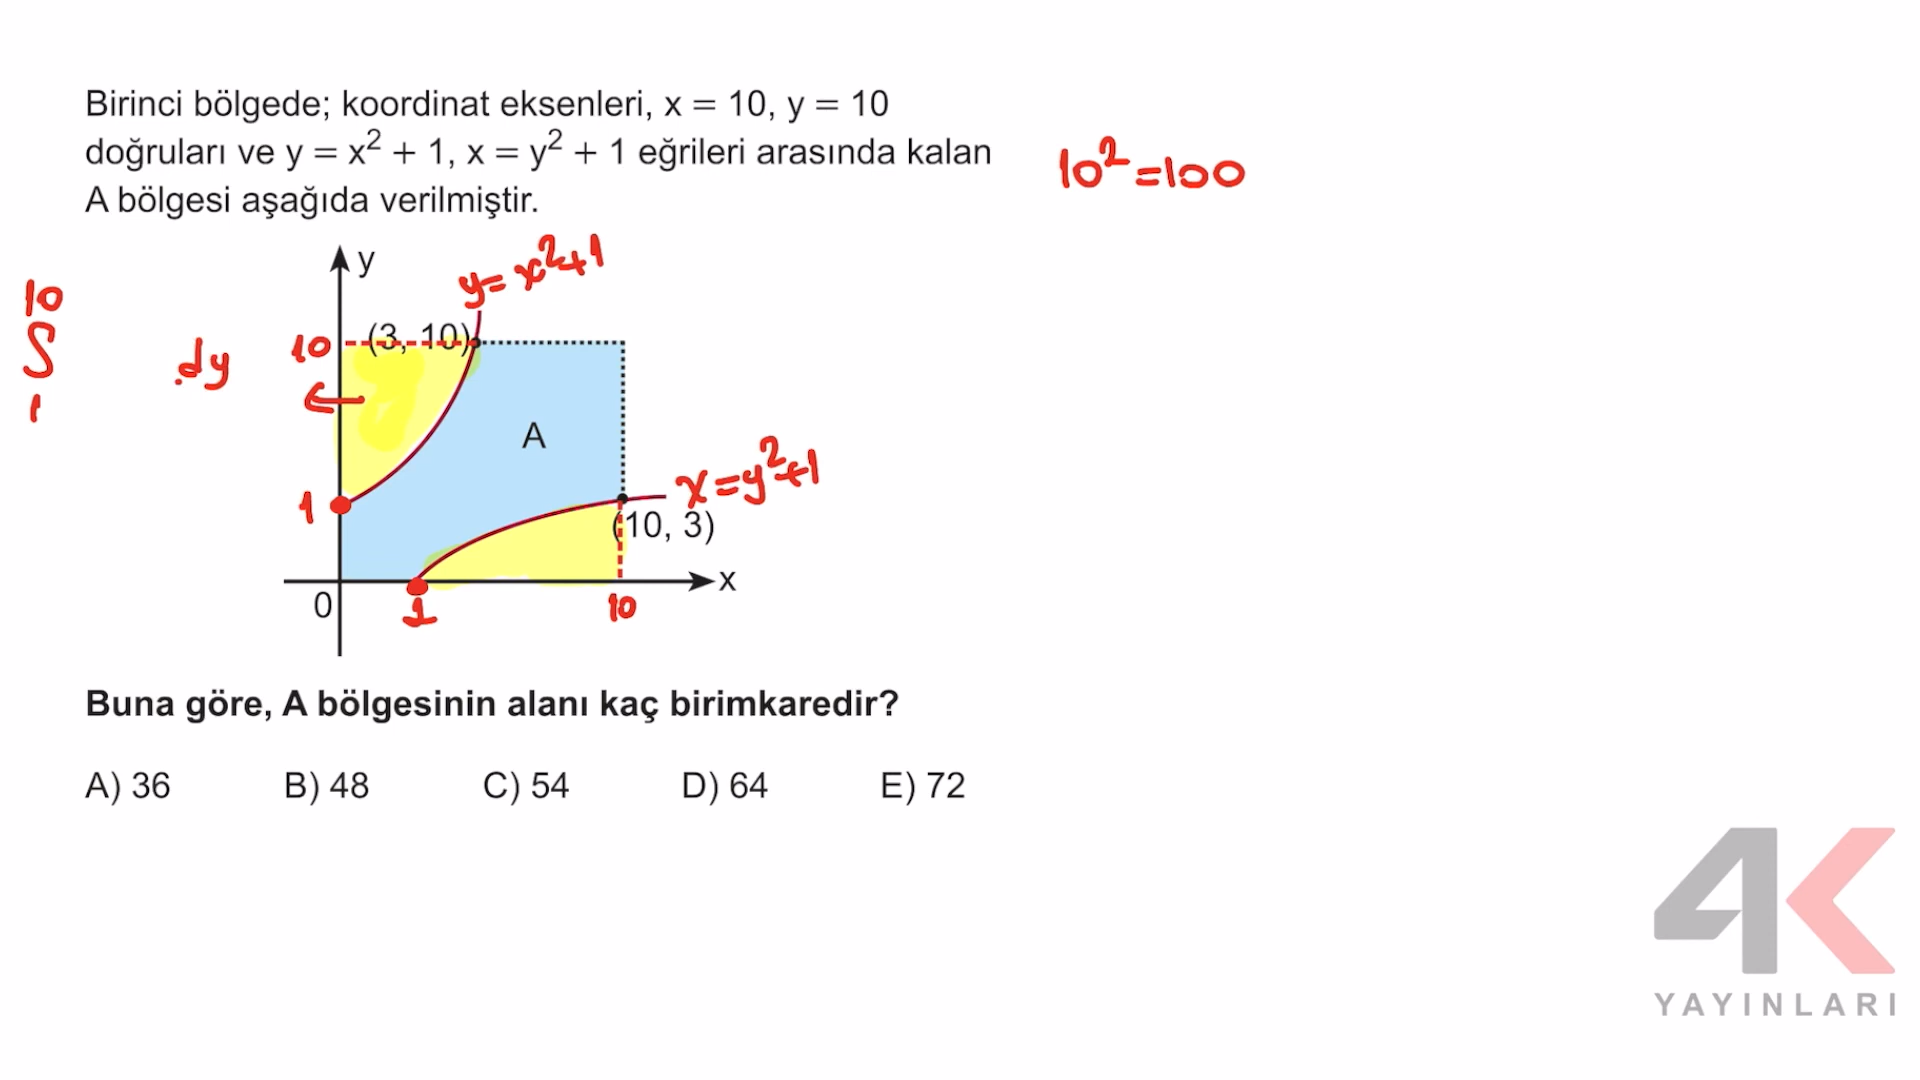 Birinci bölgede; koordinat eksenleri, x = 10, y = 10
doğruları ve y = x² + 1, x = y² + 1 eğrileri arasında kalan
A bölgesi aşağıda verilmiştir.
10² = 100
y
y = x² + 1
10
∫
1
.dy
10
(3, 10)
A
x = y² + 1
1
(10, 3)
x
0
1
10
Buna göre, A bölgesinin alanı kaç birimkaredir?
A) 36 B) 48 C) 54 D) 64 E) 72
4K
YAYINLARI